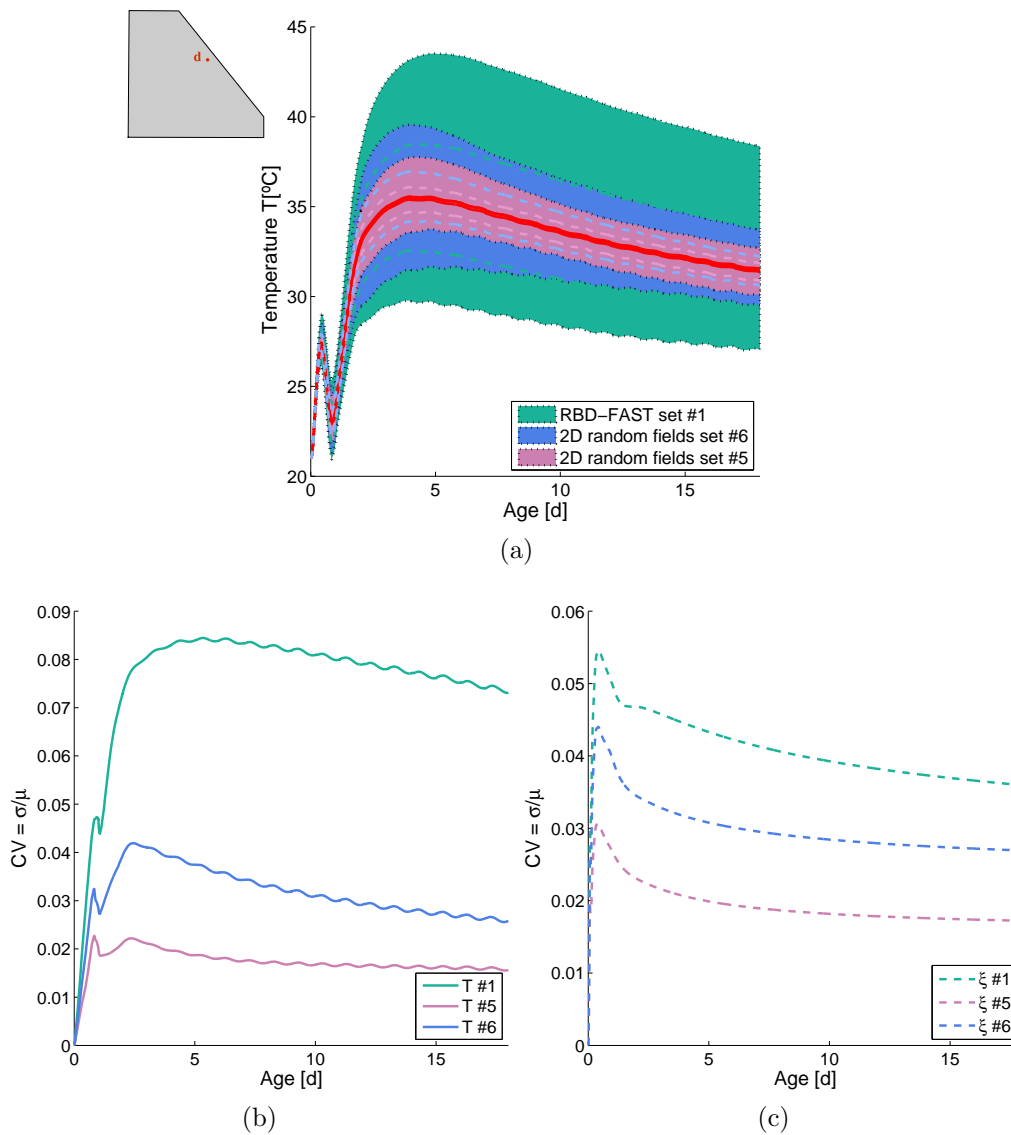 d
45
40
35
30
25
20
Temperature T[ºC]
RBD−FAST set #1
2D random fields set #6
2D random fields set #5
0
5
10
15
Age [d]
(a)
0.09
0.08
0.07
0.06
0.05
0.04
0.03
0.02
0.01
0
CV = σ/μ
T #1
T #5
T #6
0
5
10
15
Age [d]
(b)
0.06
0.05
0.04
0.03
0.02
0.01
0
CV = σ/μ
ξ #1
ξ #5
ξ #6
0
5
10
15
Age [d]
(c)